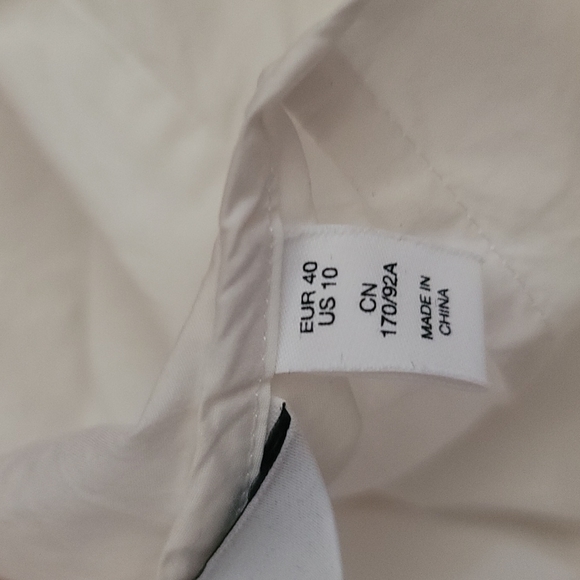 EUR 40
US 10
CN
170/92A
MADE IN
CHINA